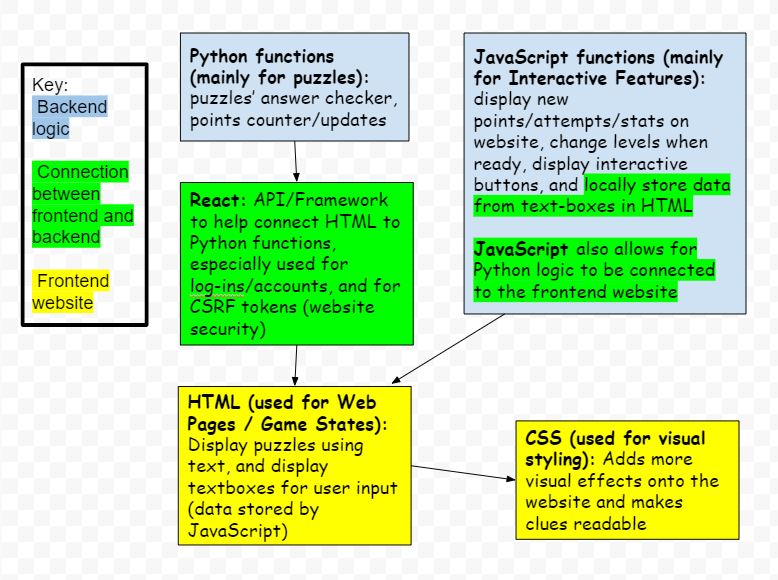 Key:
Backend
logic
Connection
between
frontend and
backend
Frontend
website
Python functions
(mainly for puzzles):
puzzles’ answer checker,
points counter/updates
JavaScript functions (mainly
for Interactive Features):
display new
points/attempts/stats on
website, change levels when
ready, display interactive
buttons, and locally store data
from text-boxes in HTML
JavaScript also allows for
Python logic to be connected
to the frontend website
React: API/Framework
to help connect HTML to
Python functions,
especially used for
log-ins/accounts, and for
CSRF tokens (website
security)
HTML (used for Web
Pages / Game States):
Display puzzles using
text, and display
textboxes for user input
(data stored by
JavaScript)
CSS (used for visual
styling): Adds more
visual effects onto the
website and makes
clues readable